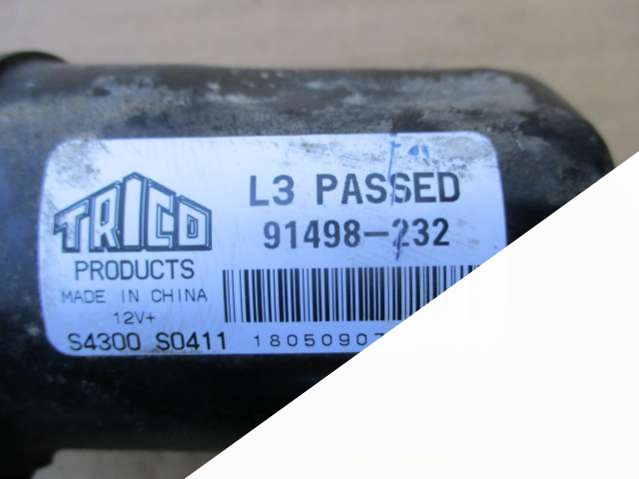 TRICO
PRODUCTS
MADE IN CHINA
12V+
S4300 S0411
L3 PASSED
91498-232